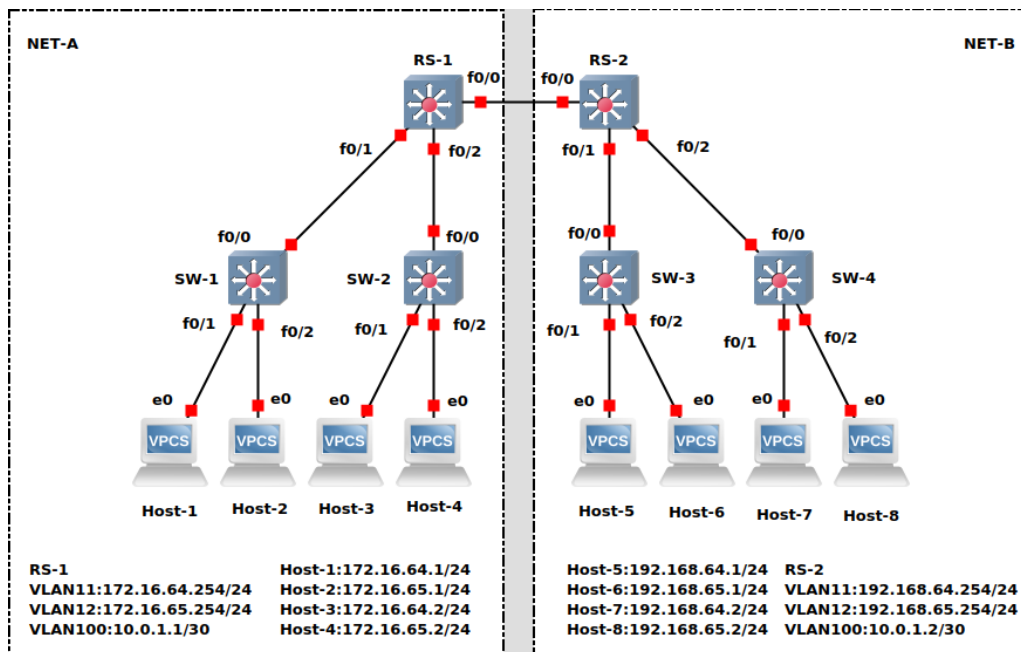 NET-A
NET-B
RS-1
RS-2
f0/0
f0/0
f0/1
f0/2
f0/1
f0/2
f0/0
f0/0
f0/0
f0/0
SW-1
SW-2
SW-3
SW-4
f0/1
f0/2
f0/1
f0/2
f0/1
f0/2
f0/1
f0/2
e0
e0
e0
e0
e0
e0
e0
e0
VPCS
VPCS
VPCS
VPCS
VPCS
VPCS
VPCS
VPCS
Host-1
Host-2
Host-3
Host-4
Host-5
Host-6
Host-7
Host-8
RS-1
VLAN11:172.16.64.254/24
VLAN12:172.16.65.254/24
VLAN100:10.0.1.1/30
Host-1:172.16.64.1/24
Host-2:172.16.65.1/24
Host-3:172.16.64.2/24
Host-4:172.16.65.2/24
Host-5:192.168.64.1/24
Host-6:192.168.65.1/24
Host-7:192.168.64.2/24
Host-8:192.168.65.2/24
RS-2
VLAN11:192.168.64.254/24
VLAN12:192.168.65.254/24
VLAN100:10.0.1.2/30